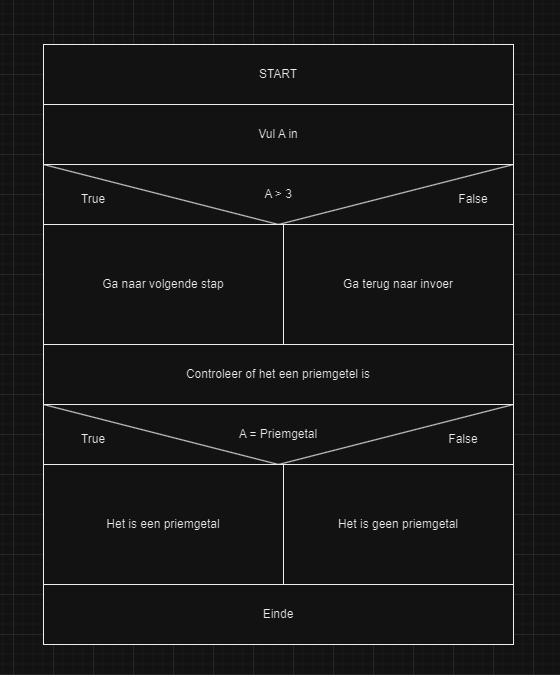 START
Vul A in
A > 3
True
False
Ga naar volgende stap
Ga terug naar invoer
Controleer of het een priemgetel is
A = Priemgetal
True
False
Het is een priemgetal
Het is geen priemgetal
Einde